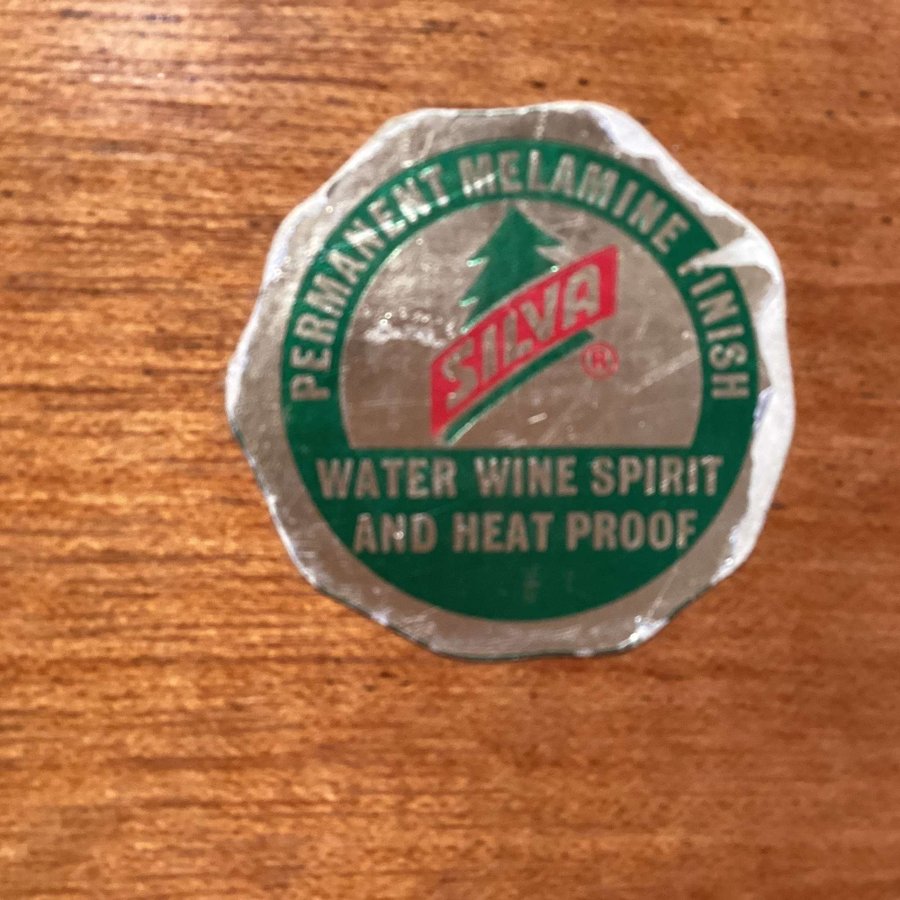 PERMANENT MELAMINE FINISH
SILVA
®
WATER WINE SPIRIT
AND HEAT PROOF